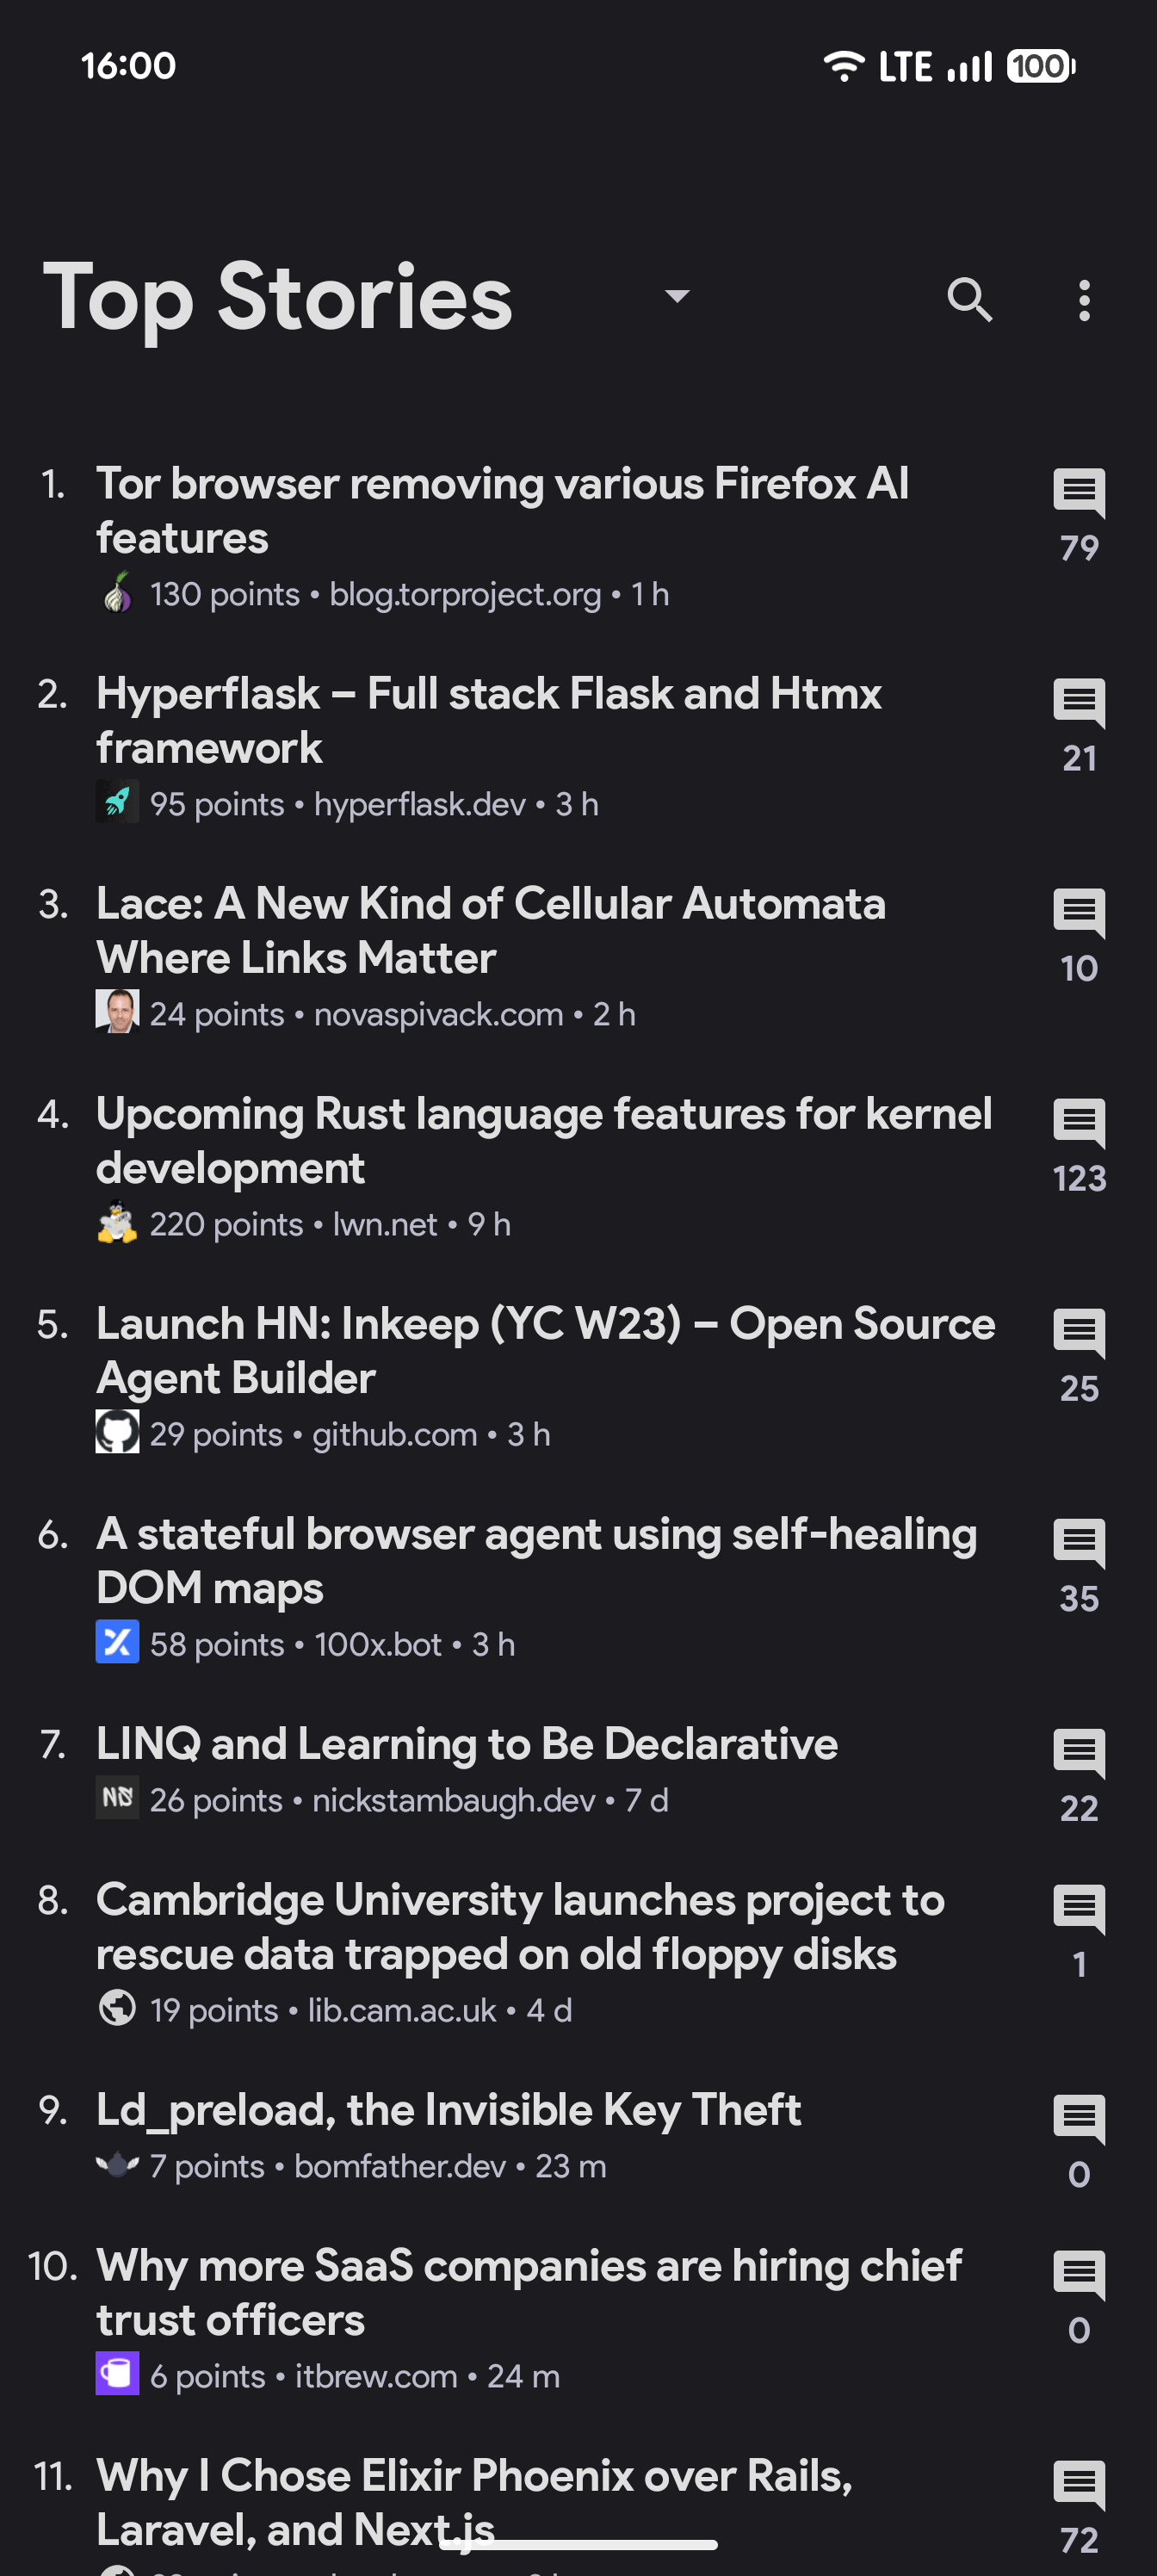 16:00 LTE 100
Top Stories
1. Tor browser removing various Firefox AI
features
79
130 points • blog.torproject.org • 1 h
2. Hyperflask – Full stack Flask and Htmx
framework
21
95 points • hyperflask.dev • 3 h
3. Lace: A New Kind of Cellular Automata
Where Links Matter
10
24 points • novaspivack.com • 2 h
4. Upcoming Rust language features for kernel
development
123
220 points • lwn.net • 9 h
5. Launch HN: Inkeep (YC W23) – Open Source
Agent Builder
25
29 points • github.com • 3 h
6. A stateful browser agent using self-healing
DOM maps
35
58 points • 100x.bot • 3 h
7. LINQ and Learning to Be Declarative
26 points • nickstambaugh.dev • 7 d
22
8. Cambridge University launches project to
rescue data trapped on old floppy disks
1
19 points • lib.cam.ac.uk • 4 d
9. Ld_preload, the Invisible Key Theft
7 points • bomfather.dev • 23 m
0
10. Why more SaaS companies are hiring chief
trust officers
0
6 points • itbrew.com • 24 m
11. Why I Chose Elixir Phoenix over Rails,
Laravel, and Next.js
72